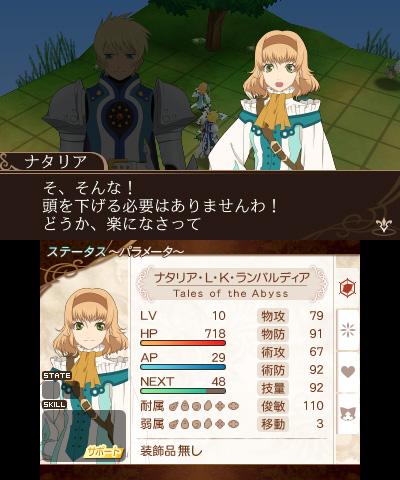 ナタリア
そ、そんな！
頭を下げる必要はありませんわ！
どうか、楽になさって
ステータス～パラメータ～
ナタリア・L・K・ランバルディア
Tales of the Abyss
LV 10 物攻 79
HP 718 物防 91
術攻 67
AP 29 術防 92
NEXT 48 技量 92
耐属 俊敏 110
弱属 移動 3
装飾品無し
STATE
SKILL
サポート